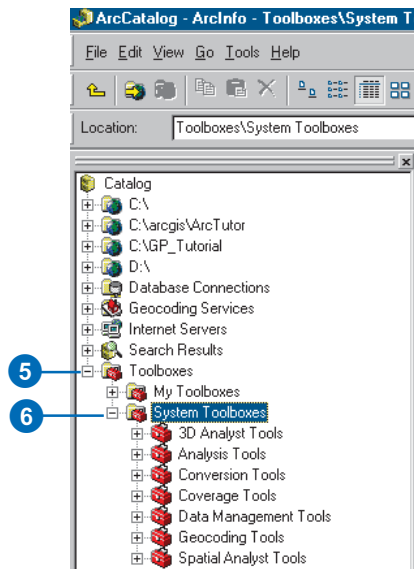 ArcCatalog - ArcInfo - Toolboxes\System T
File Edit View Go Tools Help
Location: Toolboxes\System Toolboxes
Catalog
C:\
C:\arcgis\ArcTutor
C:\GP_Tutorial
D:\
Database Connections
Geocoding Services
Internet Servers
Search Results
5 Toolboxes
My Toolboxes
6 System Toolboxes
3D Analyst Tools
Analysis Tools
Conversion Tools
Coverage Tools
Data Management Tools
Geocoding Tools
Spatial Analyst Tools